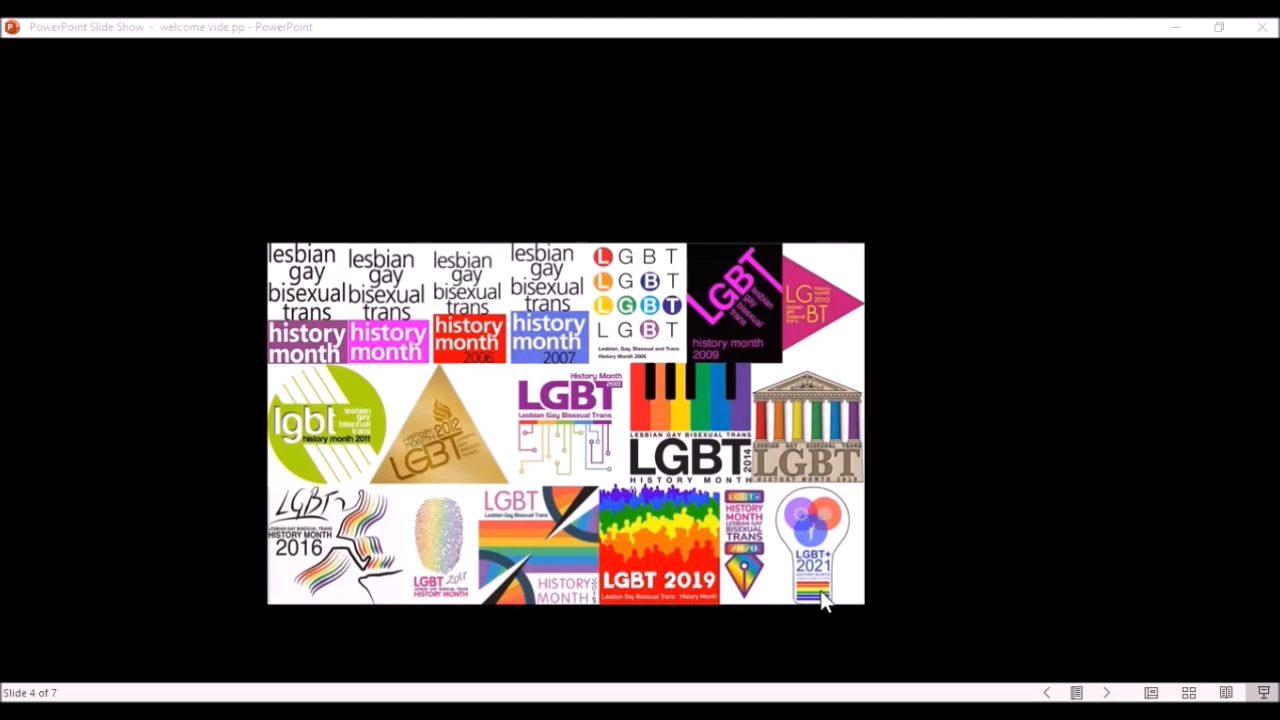 PowerPoint Slide Show - welcome vide pp - PowerPoint
lesbian
gay
bisexual
trans
history
month
lesbian
gay
bisexual
trans
history
month
lesbian
gay
bisexual
trans
history
month
2006
lesbian
gay
bisexual
trans
history
month
2007
L G B T
L G B T
L G B T
L G B T
Lesbian, Gay, Bisexual and Trans
LGBT
lesbian
gay
bisexual
trans
history month
2009
LG
BT
history
month
2010
lgbt
lesbian
gay
bisexual
trans
history month 2011
2012
LGBT
History Month
2013
LGBT
Lesbian Gay Bisexual Trans
LESBIAN GAY BISEXUAL TRANS
LGBT
2014
HISTORY MONTH
LESBIAN GAY BISEXUAL TRANS
LGBT
LGBT
LESBIAN GAY BISEXUAL TRANS
HISTORY MONTH
2016
LGBT 2017
HISTORY MONTH
LGBT
Lesbian Gay Bisexual Trans
HISTORY
MONTH
LGBT 2019
Lesbian Gay Bisexual Trans History Month
LGBT+
HISTORY
MONTH
LESBIAN GAY
BISEXUAL
TRANS
2020
LGBT+
2021
Slide 4 of 7